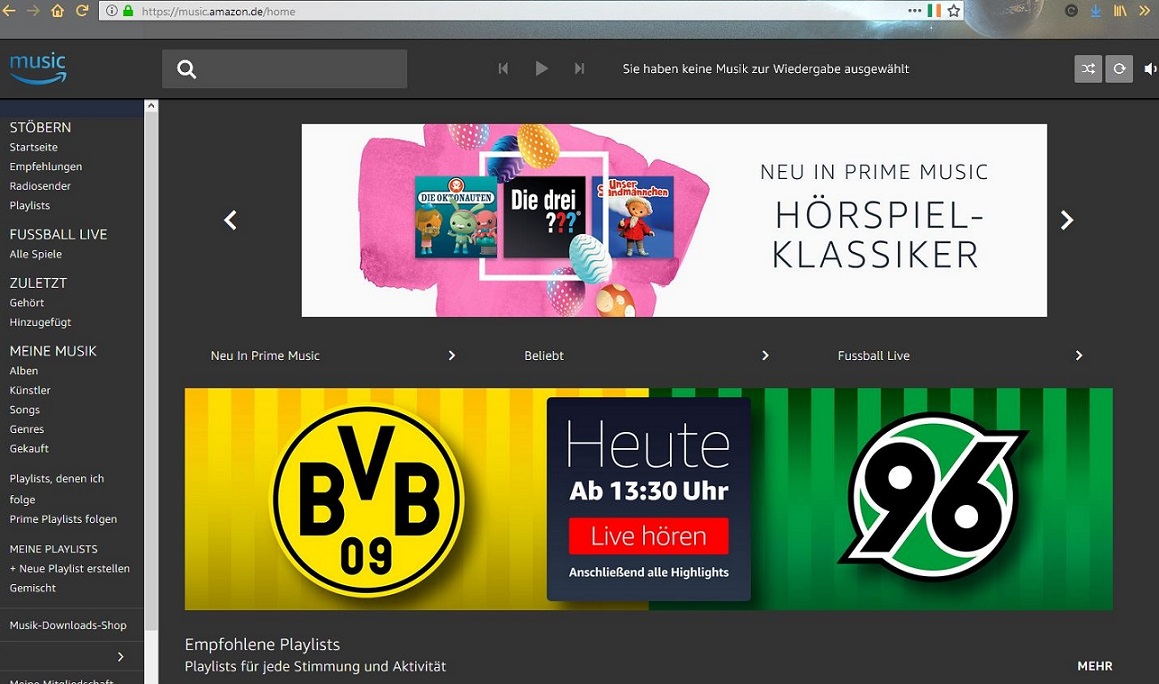 https://music.amazon.de/home
music
Sie haben keine Musik zur Wiedergabe ausgewählt
STÖBERN
Startseite
Empfehlungen
Radiosender
Playlists
FUSSBALL LIVE
Alle Spiele
ZULETZT
Gehört
Hinzugefügt
MEINE MUSIK
Alben
Künstler
Songs
Genres
Gekauft
Playlists, denen ich
folge
Prime Playlists folgen
MEINE PLAYLISTS
+ Neue Playlist erstellen
Gemischt
Musik-Downloads-Shop
Meine Mitgliedschaft
DIE OKTONAUTEN
Die drei
???
Unser
Sandmännchen
NEU IN PRIME MUSIC
HÖRSPIEL-
KLASSIKER
Neu In Prime Music
Beliebt
Fussball Live
BVB
09
Heute
Ab 13:30 Uhr
Live hören
Anschließend alle Highlights
96
Empfohlene Playlists
Playlists für jede Stimmung und Aktivität
MEHR